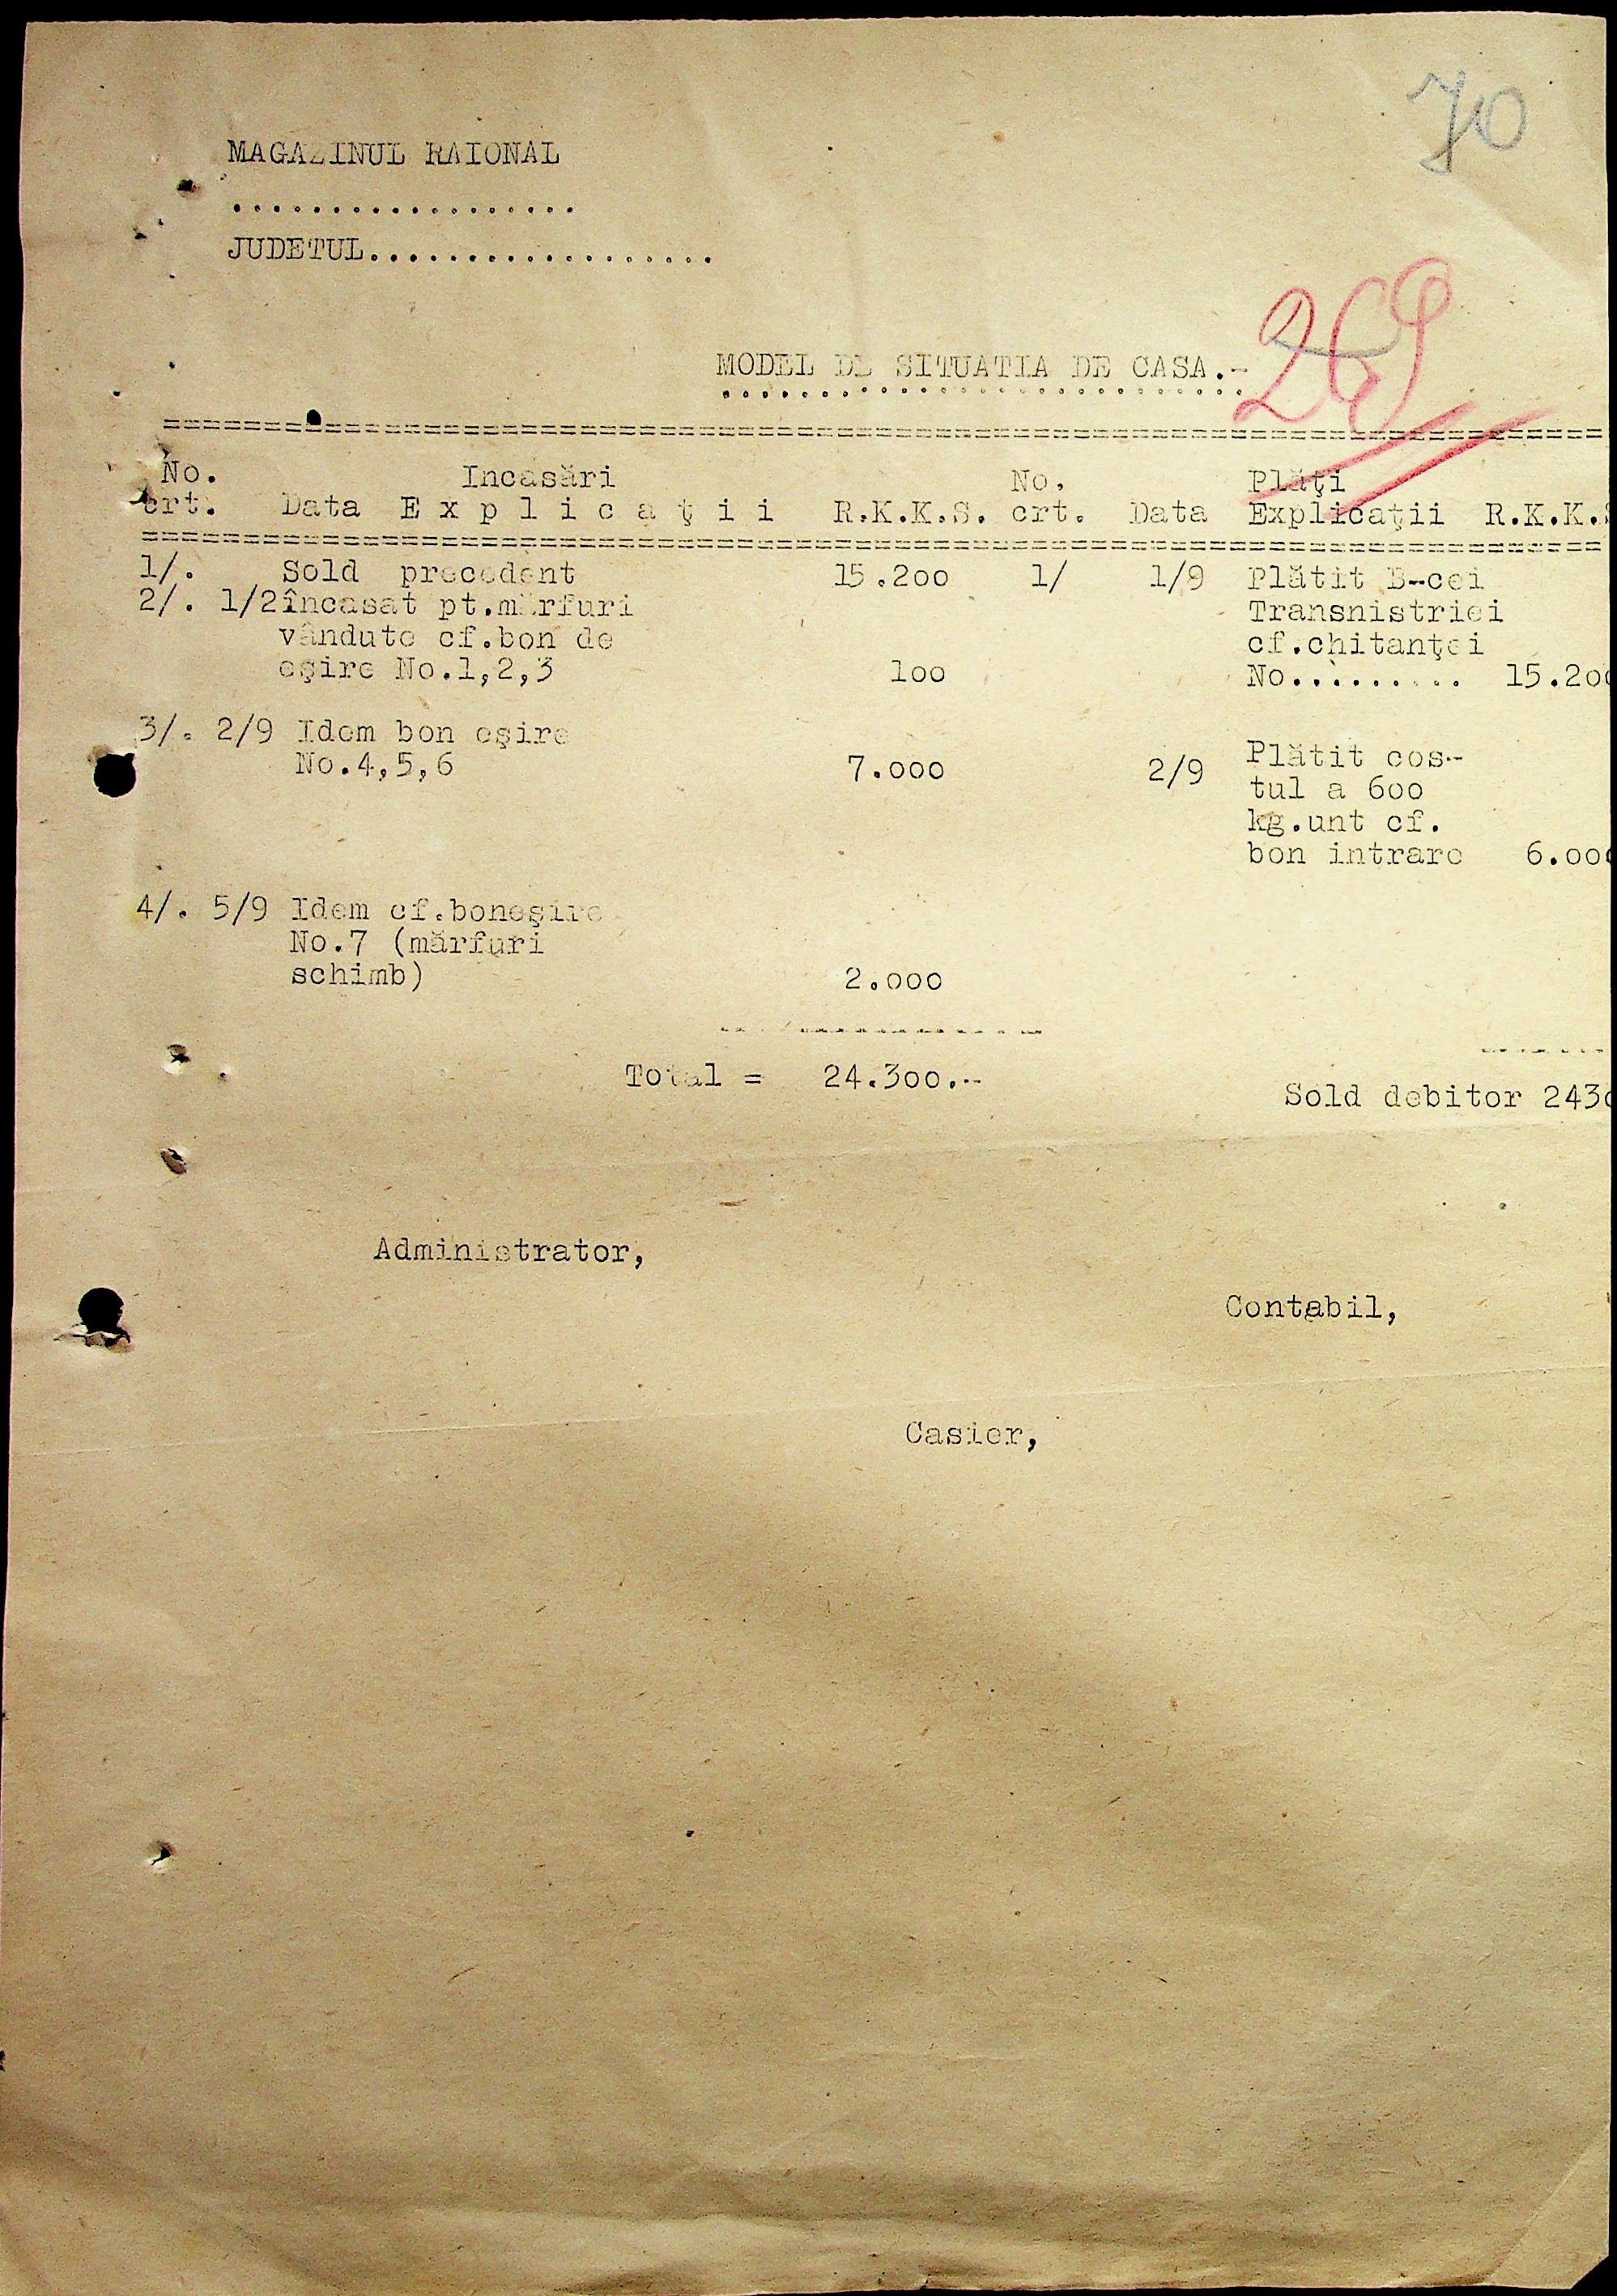 70
MAGAZINUL RAIONAL
..................
JUDETUL..................
269
MODEL DE SITUATIA DE CASA.-
No. Incasări No. Plăţi
crt. Data E x p l i c a ţ i i R.K.K.S. crt. Data Explicaţii R.K.K.S
1/. Sold precedent 15.200 1/ 1/9 Plătit B-cei
2/. 1/2 încasat pt.mărfuri Transnistriei
vândute cf.bon de cf.chitanţei
eşire No.1,2,3 100 No......... 15.200
3/. 2/9 Idem bon eşire
No.4,5,6 7.000 2/9 Plătit cos-
tul a 600
kg.unt cf.
bon intrare 6.000
4/. 5/9 Idem cf.boneşire
No.7 (mărfuri
schimb) 2.000
Total = 24.300.-
Sold debitor 2430
Administrator,
Contabil,
Casier,